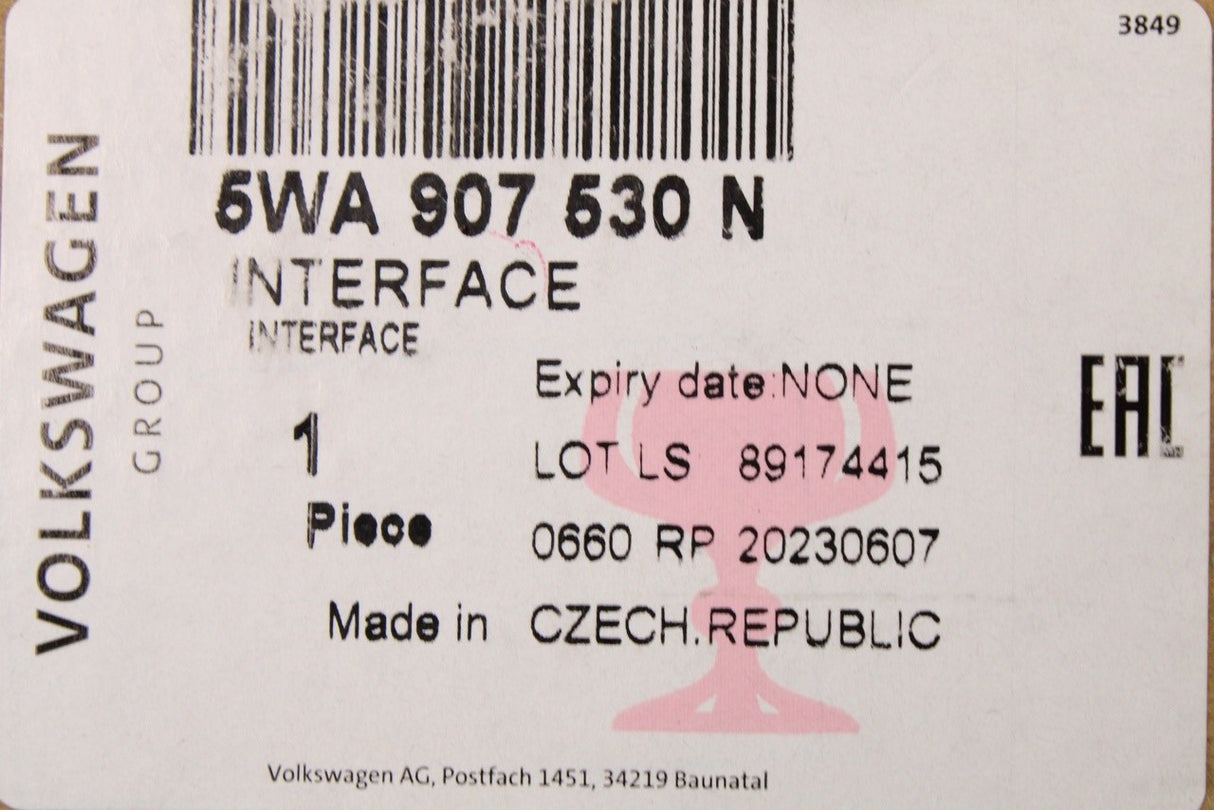 3849
5WA 907 530 N
INTERFACE
INTERFACE
Expiry date:NONE
1
LOT LS 89174415
Piece
0660 RP 20230607
Made in CZECH.REPUBLIC
VOLKSWAGEN
GROUP
EAC
Volkswagen AG, Postfach 1451, 34219 Baunatal